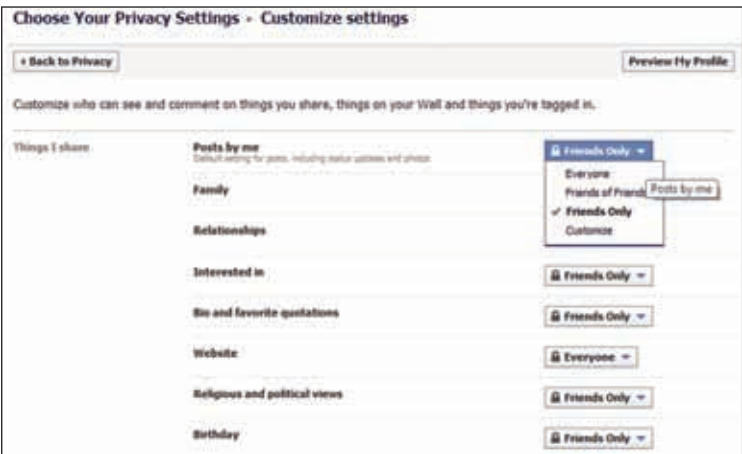 Choose Your Privacy Settings ▸ Customize settings
‹ Back to Privacy
Preview My Profile
Customize who can see and comment on things you share, things on your Wall and things you're tagged in.
Things I share
Posts by me
Friends Only
Default setting for posts, including status updates and photos
Everyone
Friends of Friends
Posts by me
Family
✓ Friends Only
Customize
Relationships
Interested in
Friends Only
Bio and favorite quotations
Friends Only
Website
Everyone
Religious and political views
Friends Only
Birthday
Friends Only